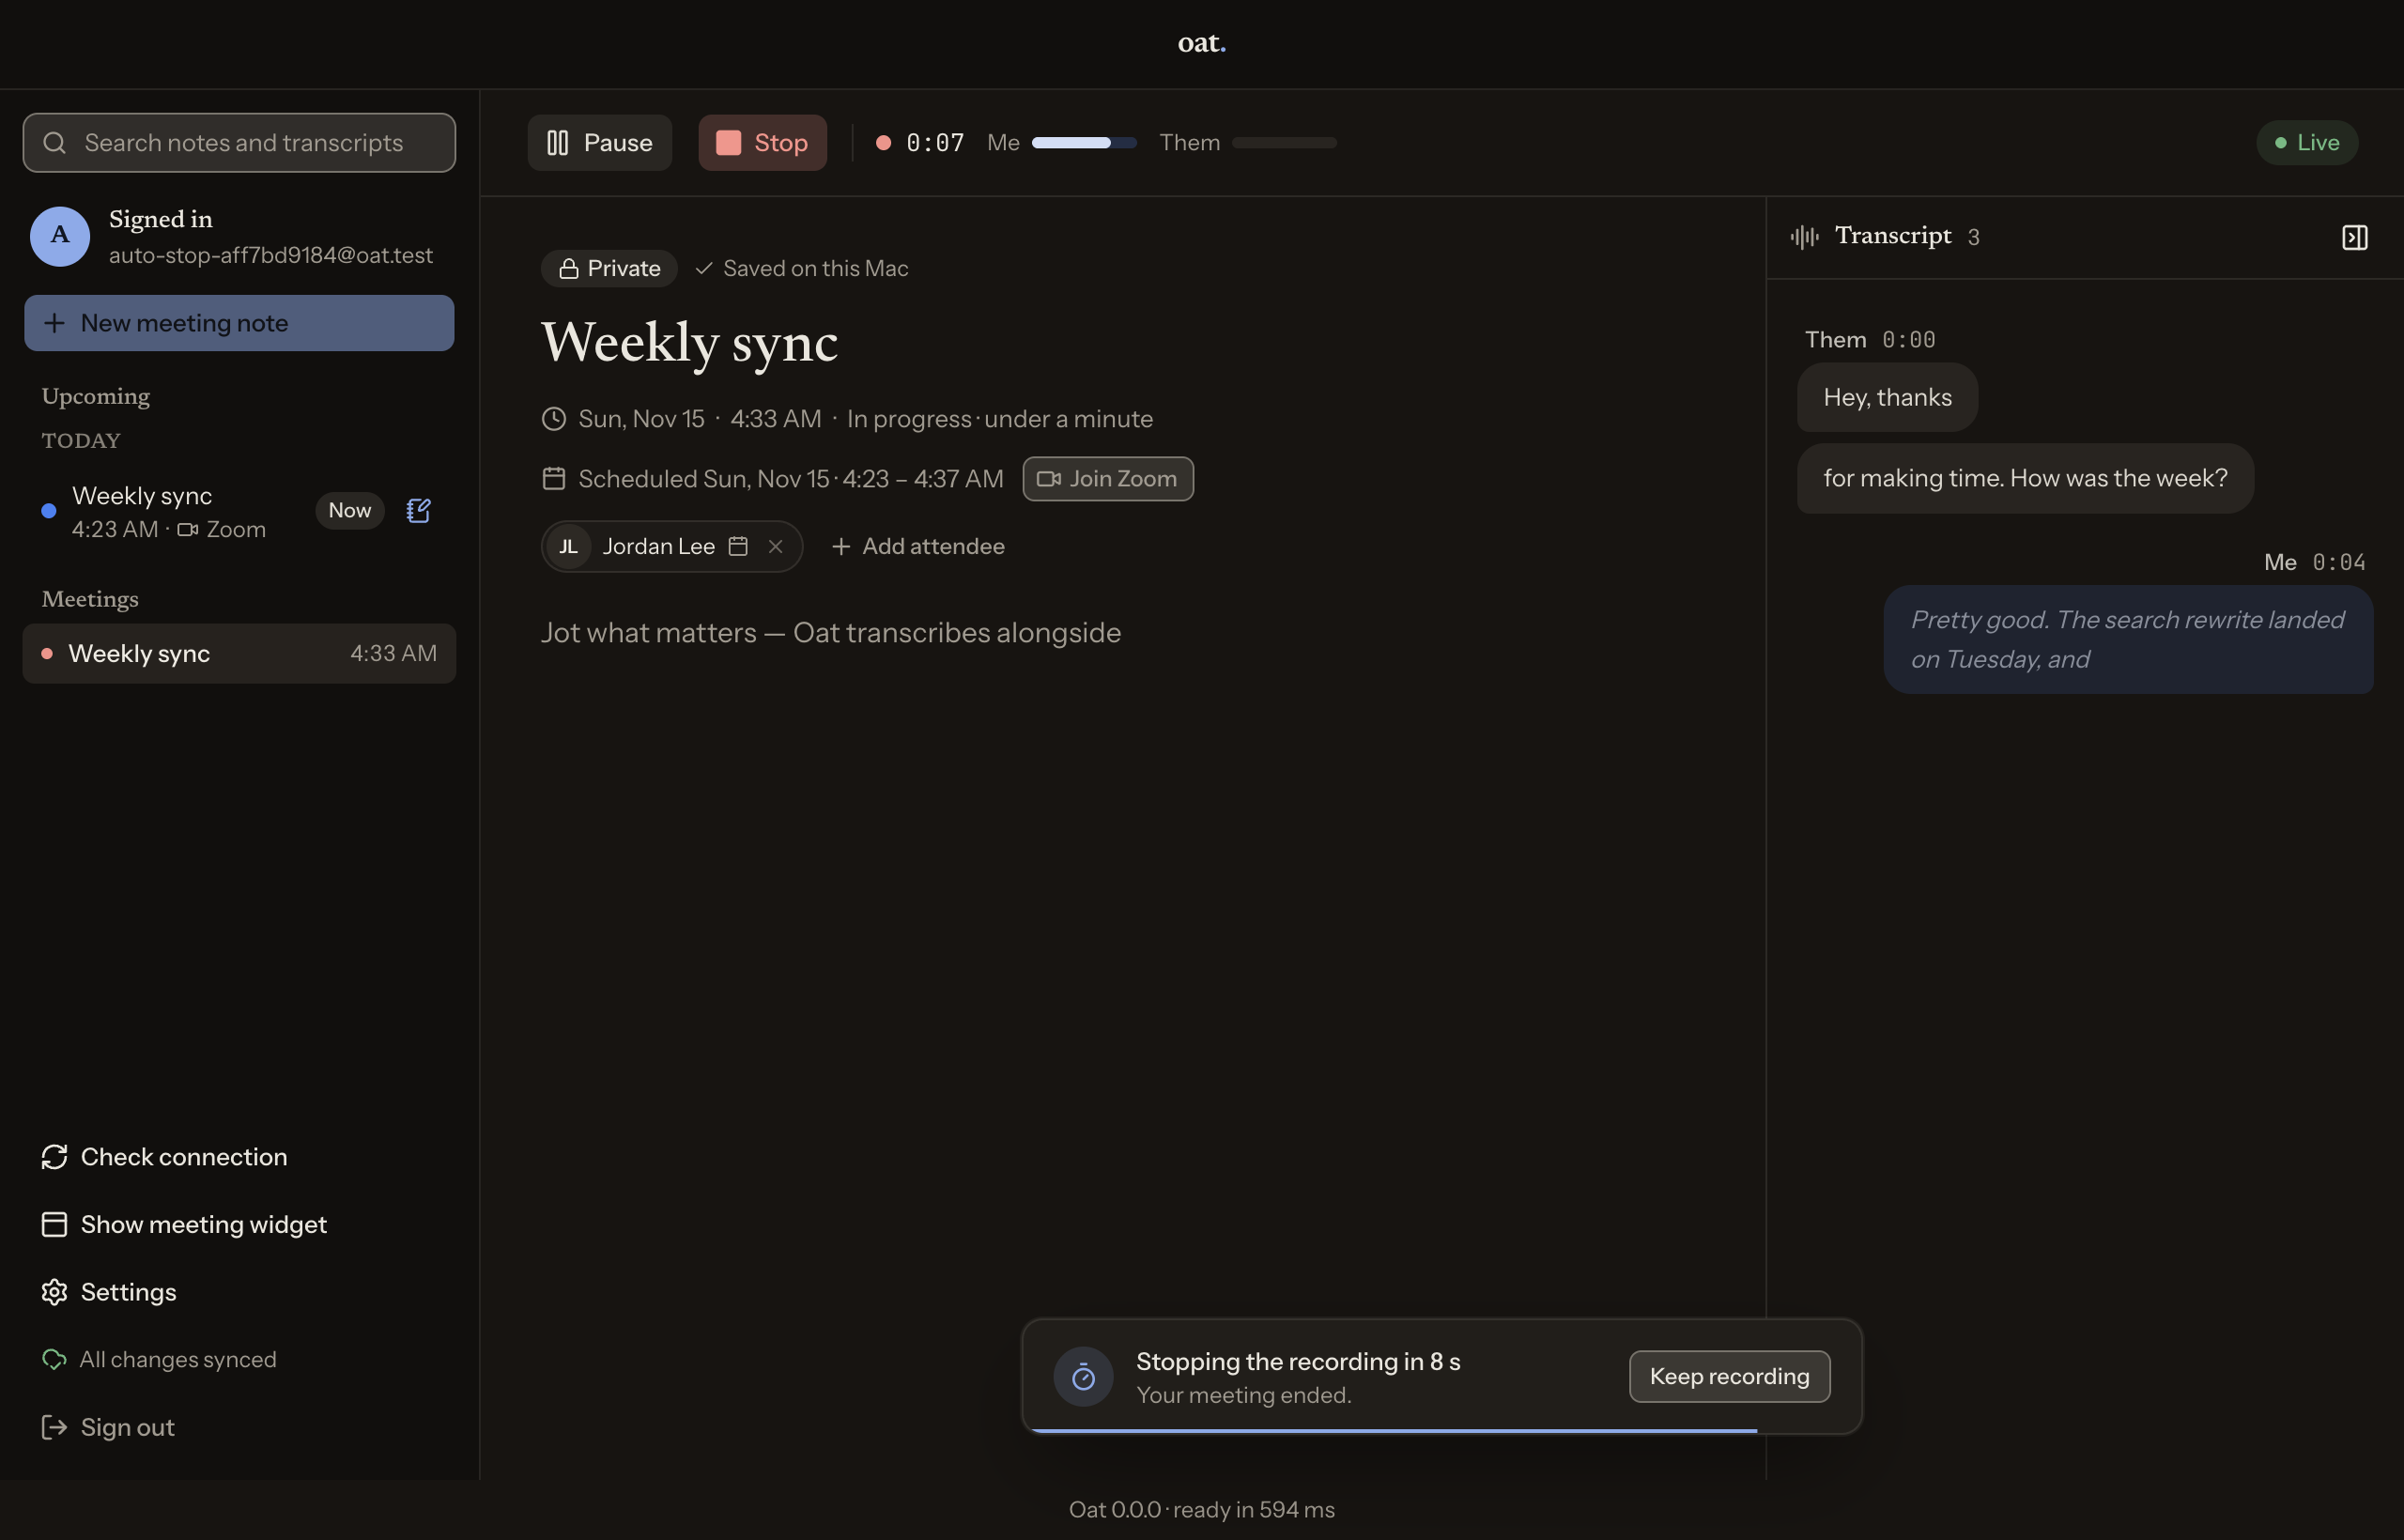 oat.
Search notes and transcripts
A
Signed in
auto-stop-aff7bd9184@oat.test
New meeting note
Upcoming
TODAY
Weekly sync
4:23 AM · Zoom
Now
Meetings
Weekly sync 4:33 AM
Check connection
Show meeting widget
Settings
All changes synced
Sign out
Pause Stop 0:07 Me Them Live
Private Saved on this Mac
Weekly sync
Sun, Nov 15 · 4:33 AM · In progress · under a minute
Scheduled Sun, Nov 15 · 4:23 – 4:37 AM Join Zoom
JL Jordan Lee Add attendee
Jot what matters — Oat transcribes alongside
Transcript 3
Them 0:00
Hey, thanks
for making time. How was the week?
Me 0:04
Pretty good. The search rewrite landed
on Tuesday, and
Stopping the recording in 8 s
Your meeting ended.
Keep recording
Oat 0.0.0 · ready in 594 ms